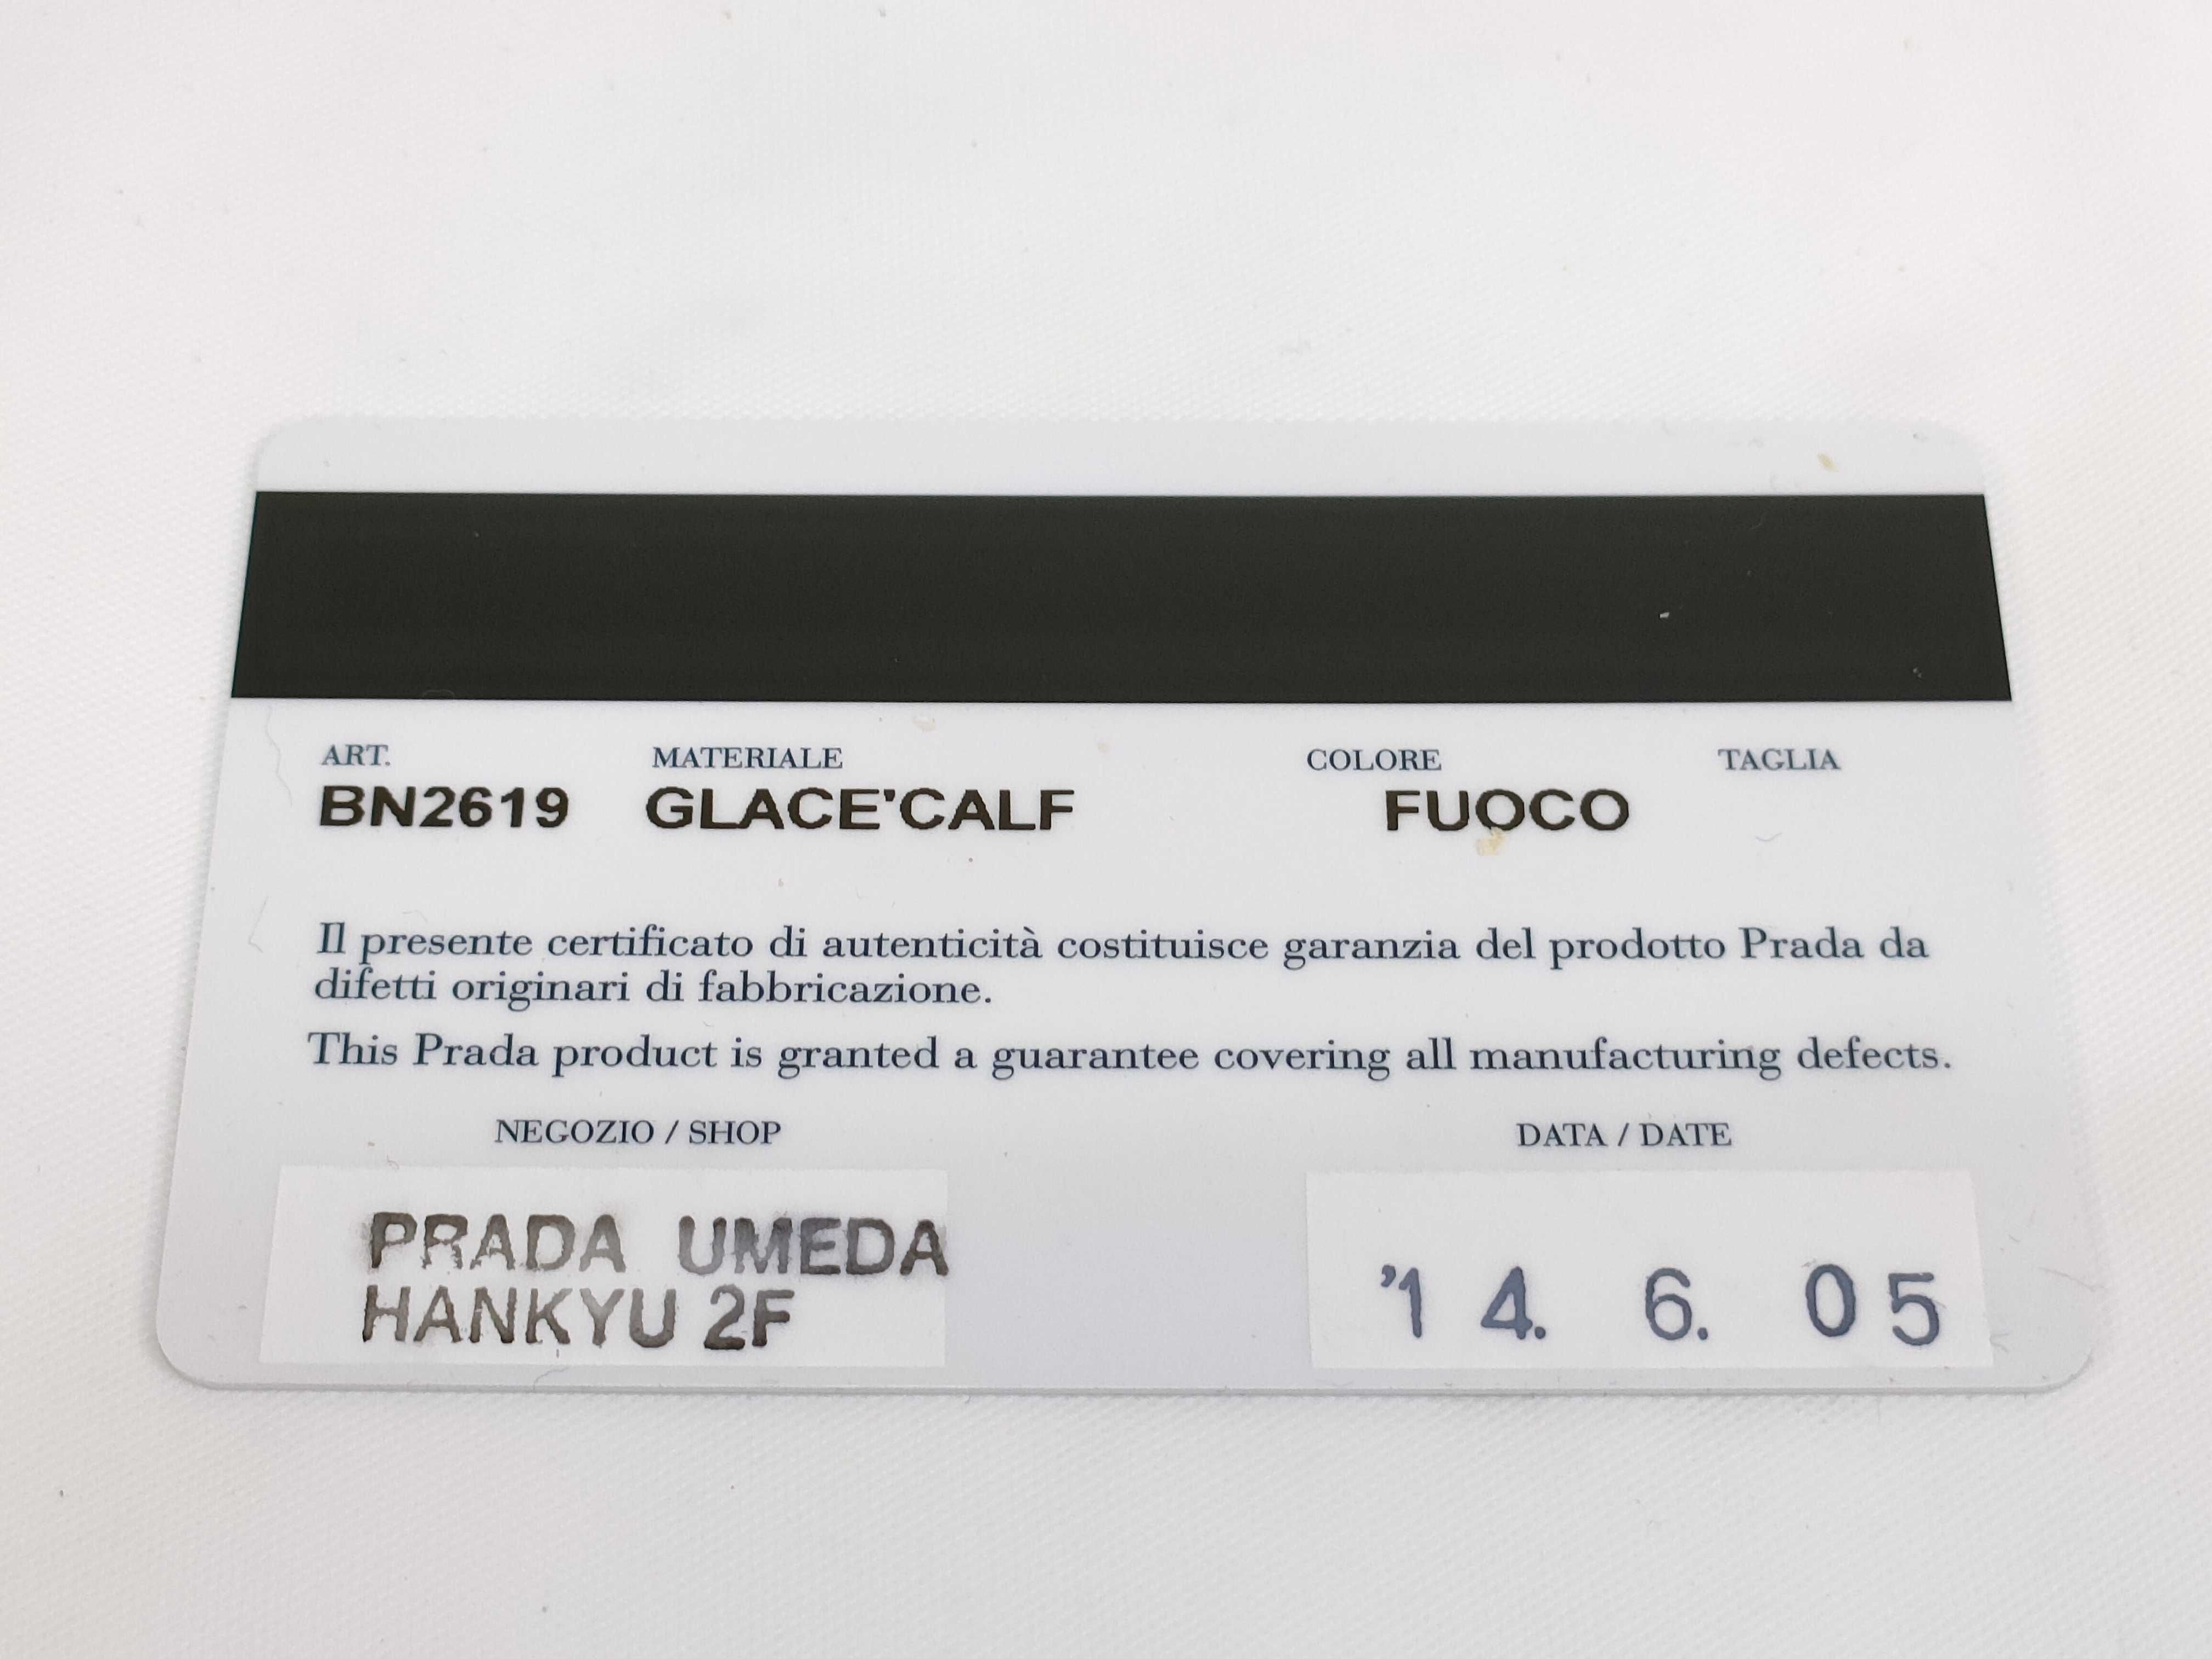 ART. MATERIALE COLORE TAGLIA
BN2619 GLACE'CALF FUOCO
Il presente certificato di autenticità costituisce garanzia del prodotto Prada da
difetti originari di fabbricazione.
This Prada product is granted a guarantee covering all manufacturing defects.
NEGOZIO / SHOP DATA / DATE
PRADA UMEDA
HANKYU 2F
'14. 6. 05